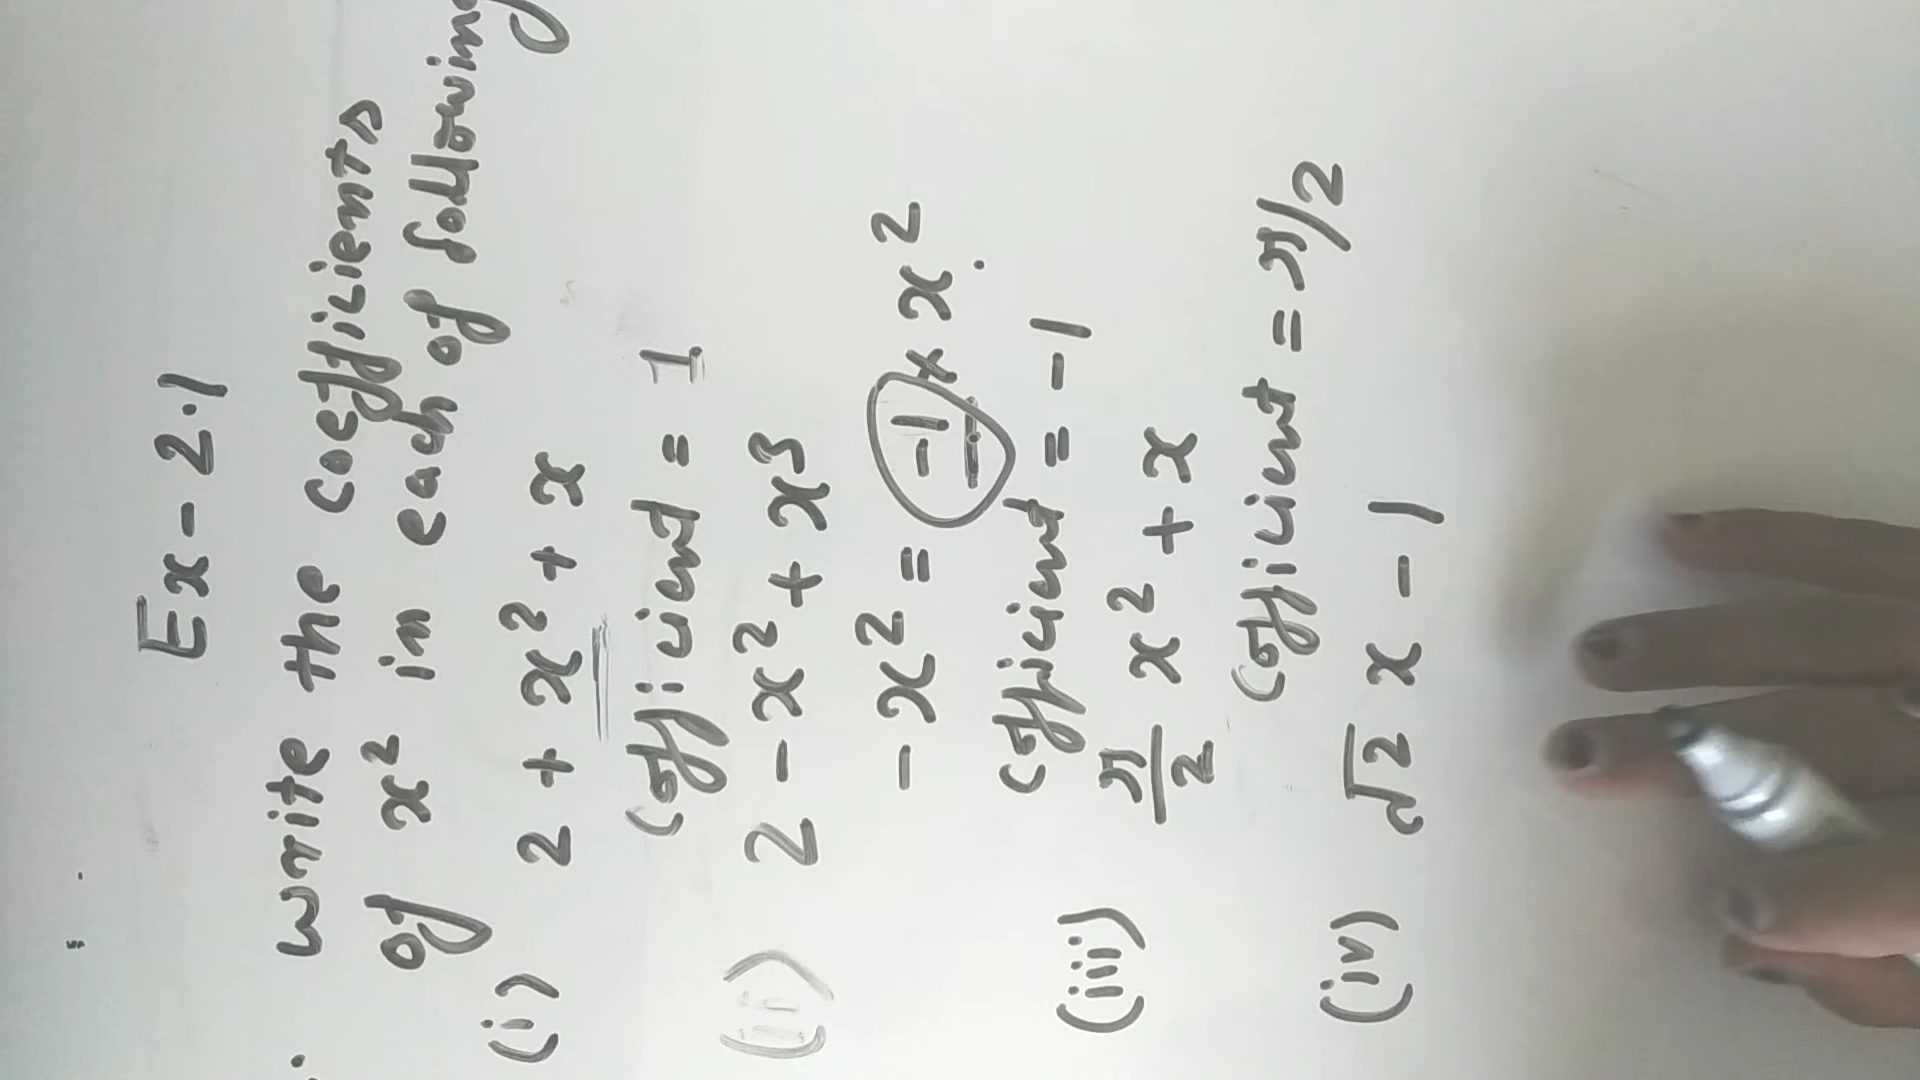 Ex-2.1
write the coefficients
of x² in each of following
(i) 2 + x² + x
Coefficient = 1
(ii) 2 - x² + x³
- x² = -1 × x²
Coefficient = -1
(iii) π/2 x² + x
Coefficient = π/2
(iv) √2 x - 1